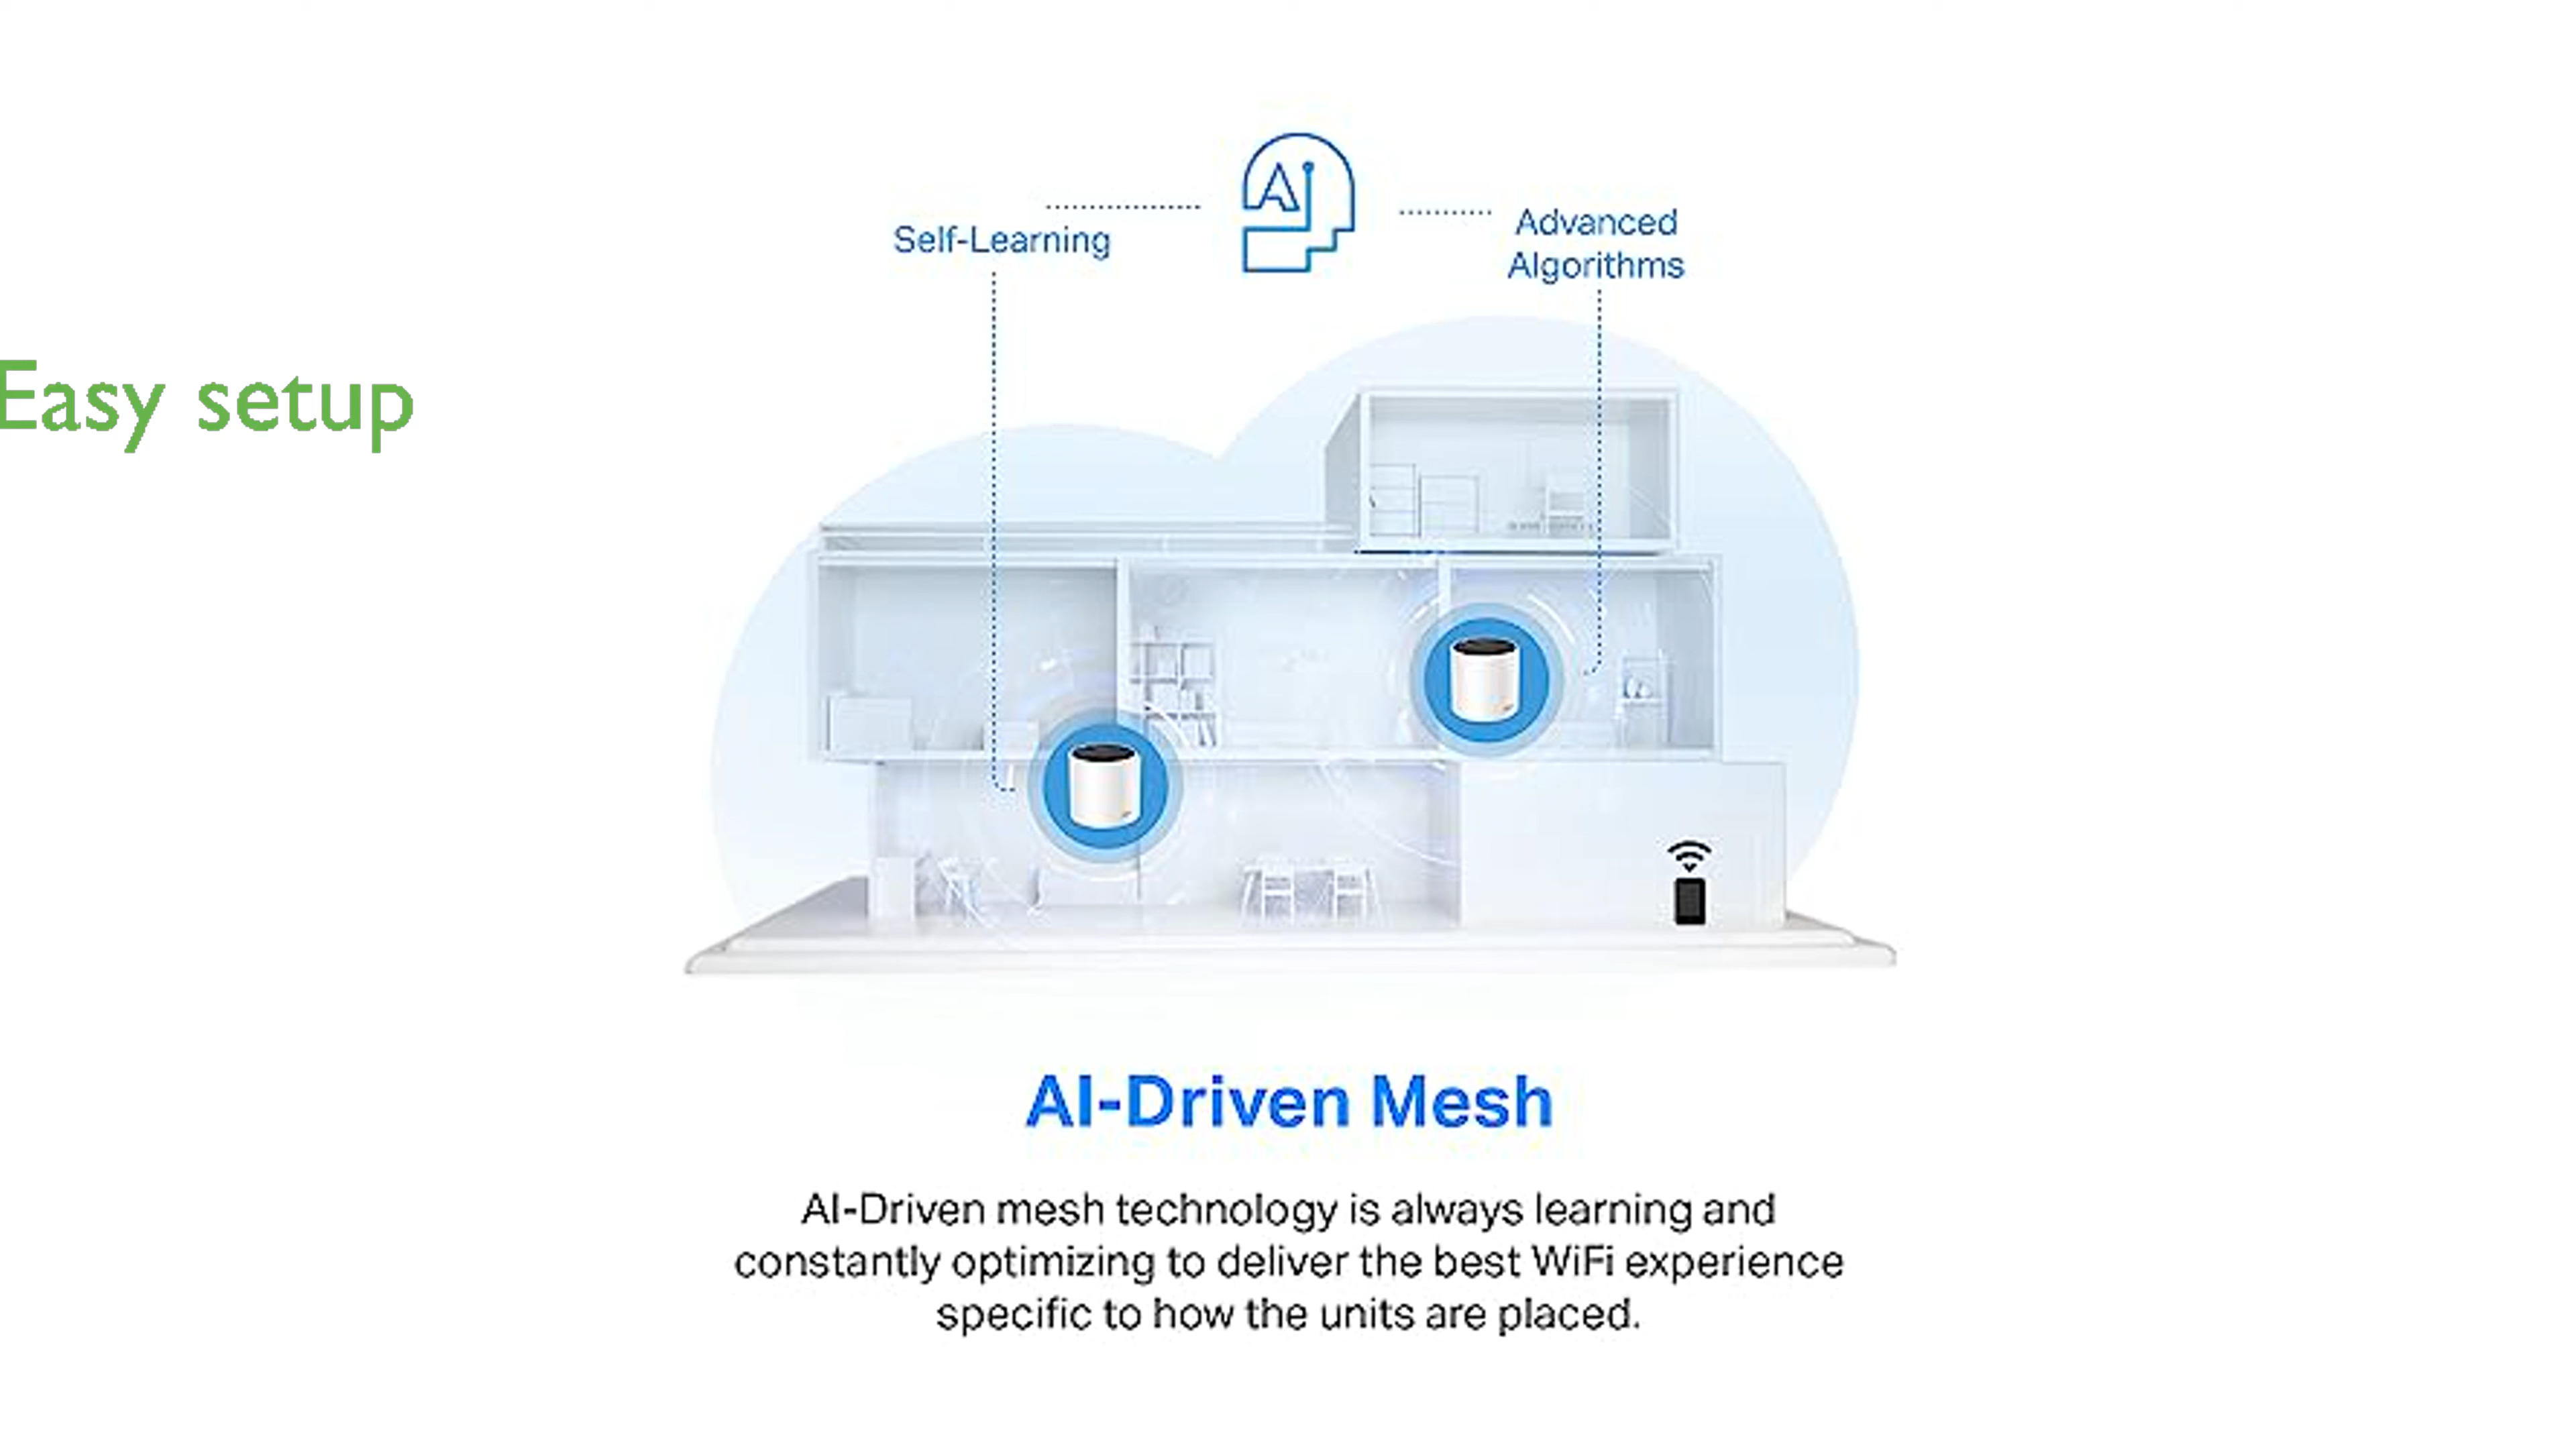 AI
Self-Learning
Advanced
Algorithms
Easy setup
AI-Driven Mesh
AI-Driven mesh technology is always learning and
constantly optimizing to deliver the best WiFi experience
specific to how the units are placed.